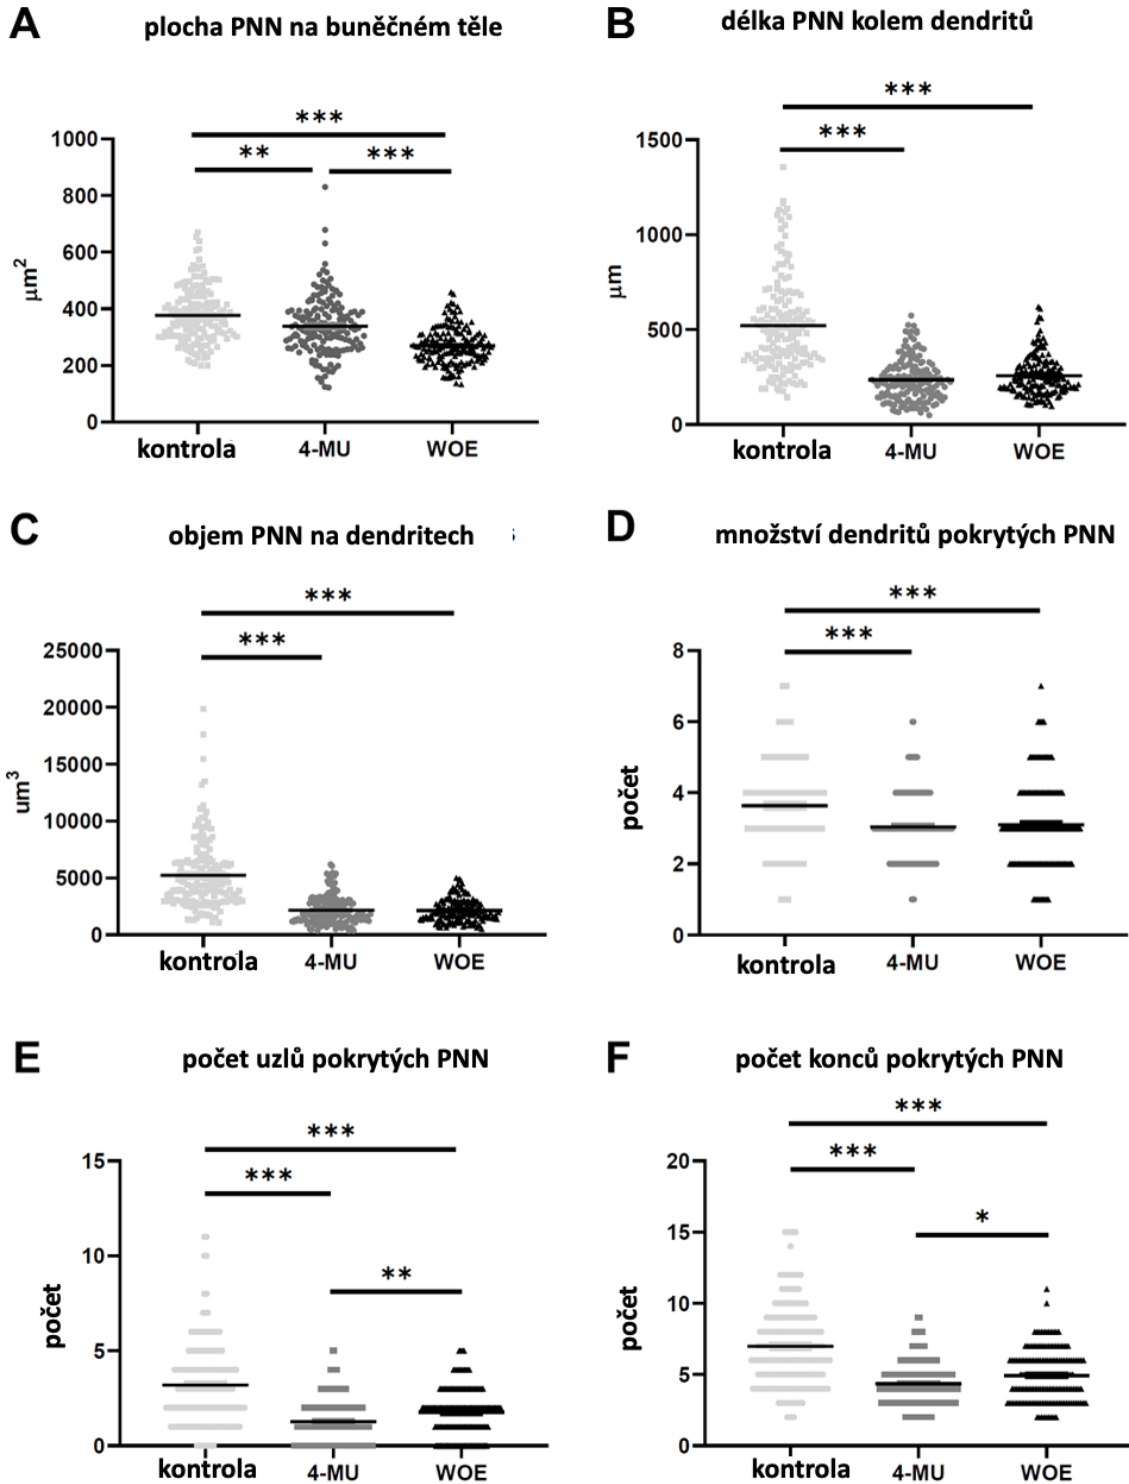 A plocha PNN na buněčném těle
***
** ***
1000
800
600
400
200
0
μm2
kontrola 4-MU WOE
B délka PNN kolem dendritů
***
***
1500
1000
500
0
μm
kontrola 4-MU WOE
C objem PNN na dendritech
***
***
25000
20000
15000
10000
5000
0
um3
kontrola 4-MU WOE
D množství dendritů pokrytých PNN
***
***
8
6
4
2
0
počet
kontrola 4-MU WOE
E počet uzlů pokrytých PNN
***
***
**
15
10
5
0
počet
kontrola 4-MU WOE
F počet konců pokrytých PNN
***
***
*
20
15
10
5
0
počet
kontrola 4-MU WOE